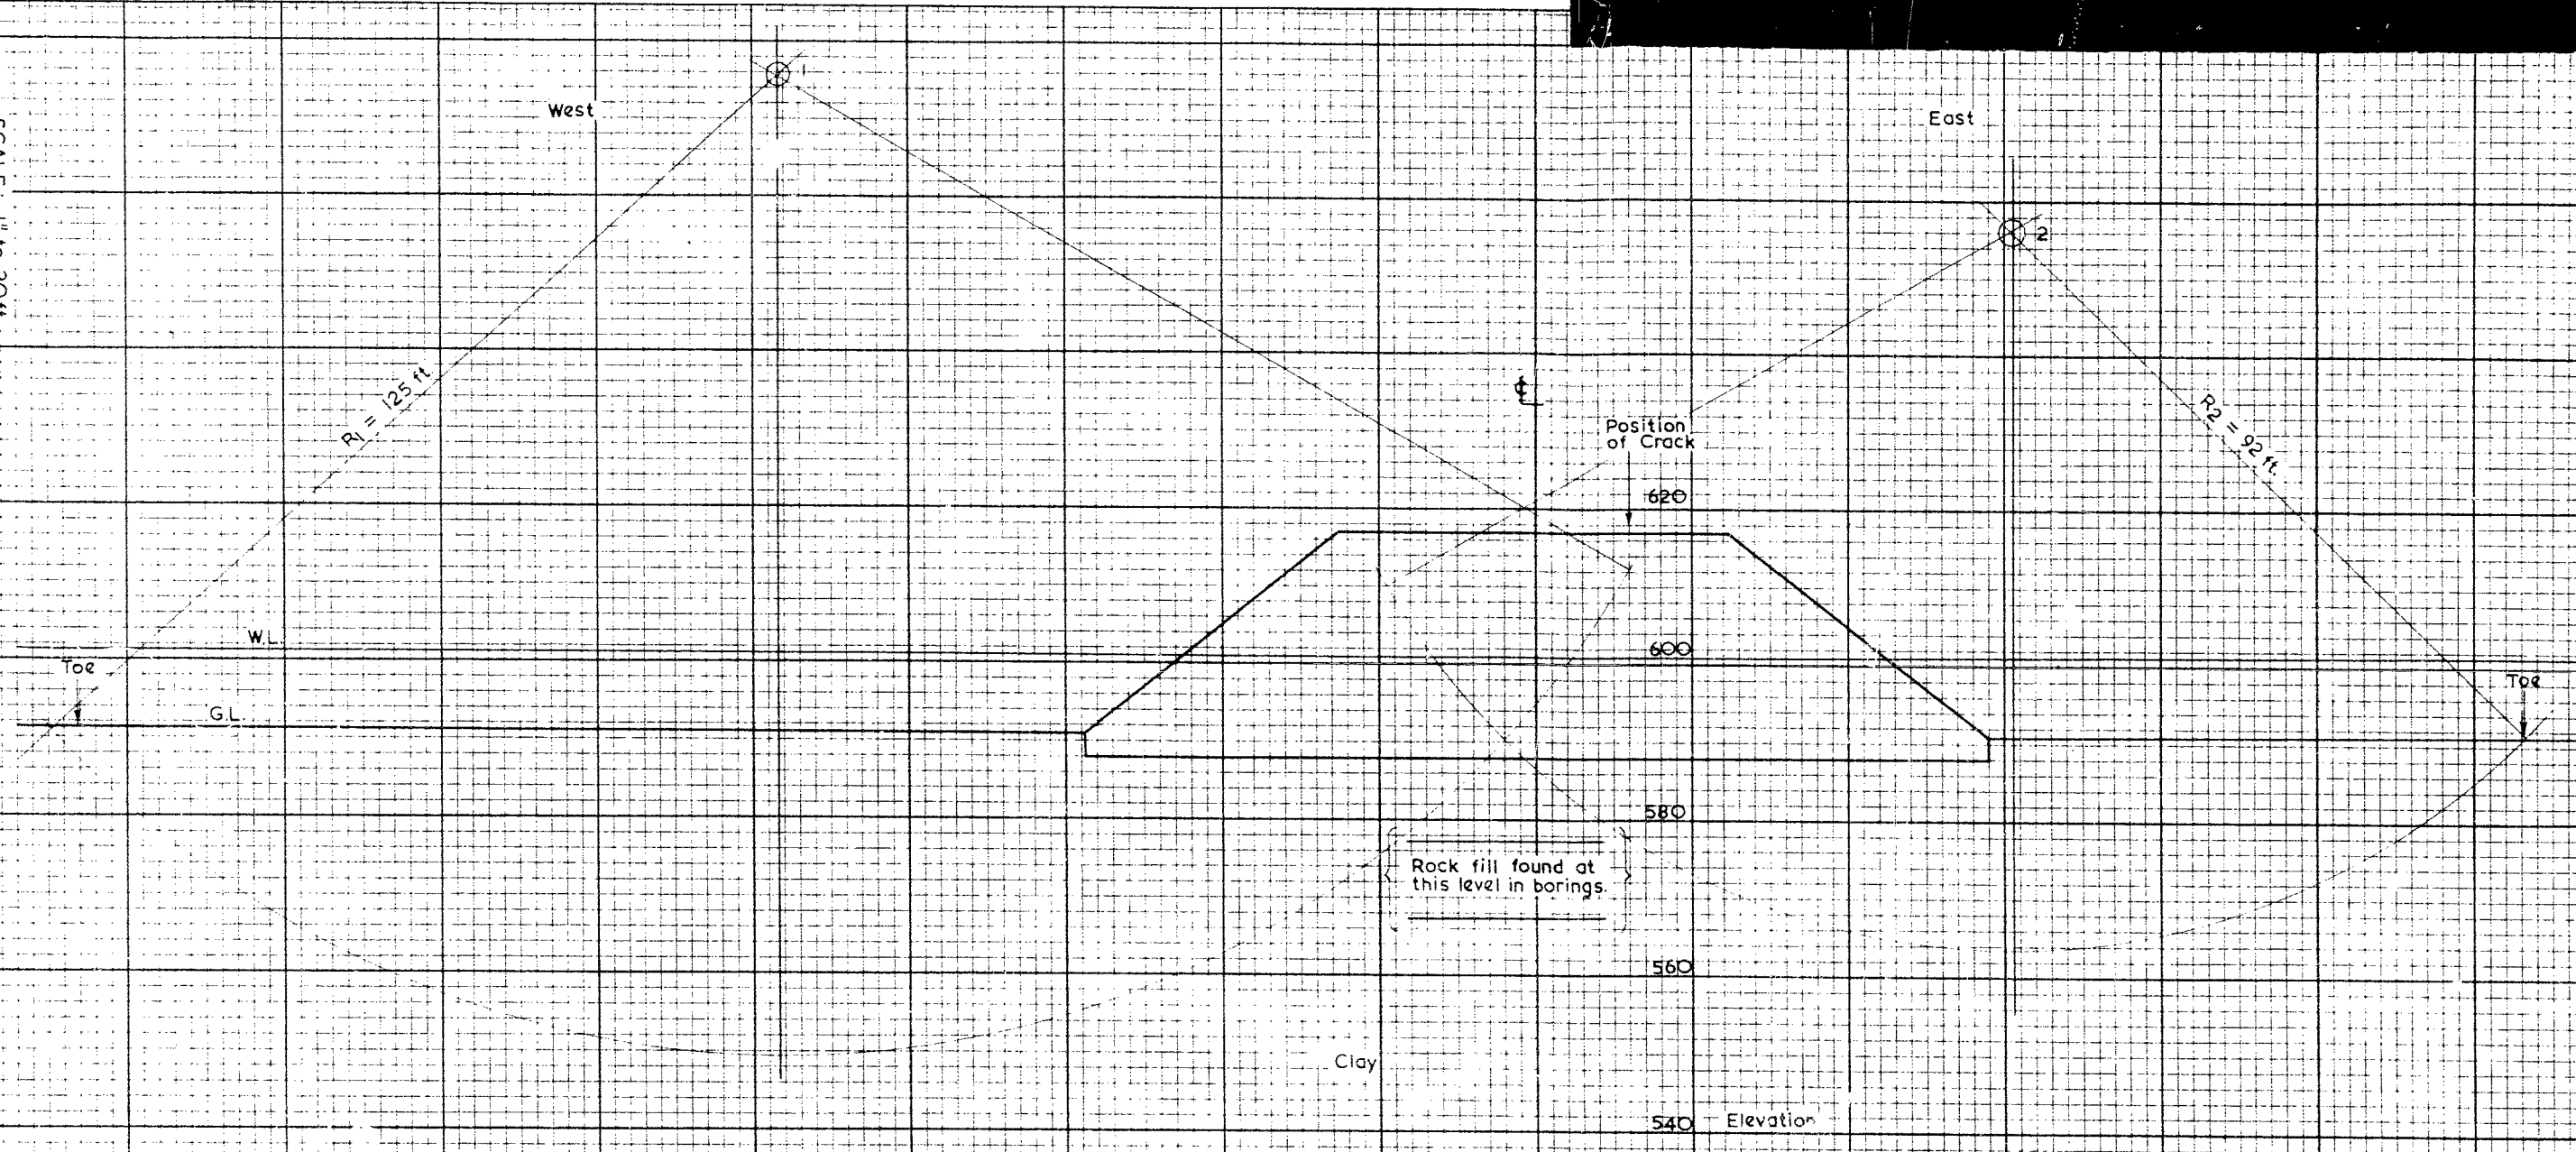 1
West
East
2
R1 = 125 ft
R2 = 92 ft.
Position
of Crack
620
W.L.
600
Toe
Toe
G.L.
580
Rock fill found at
this level in borings.
560
Clay
540 Elevation